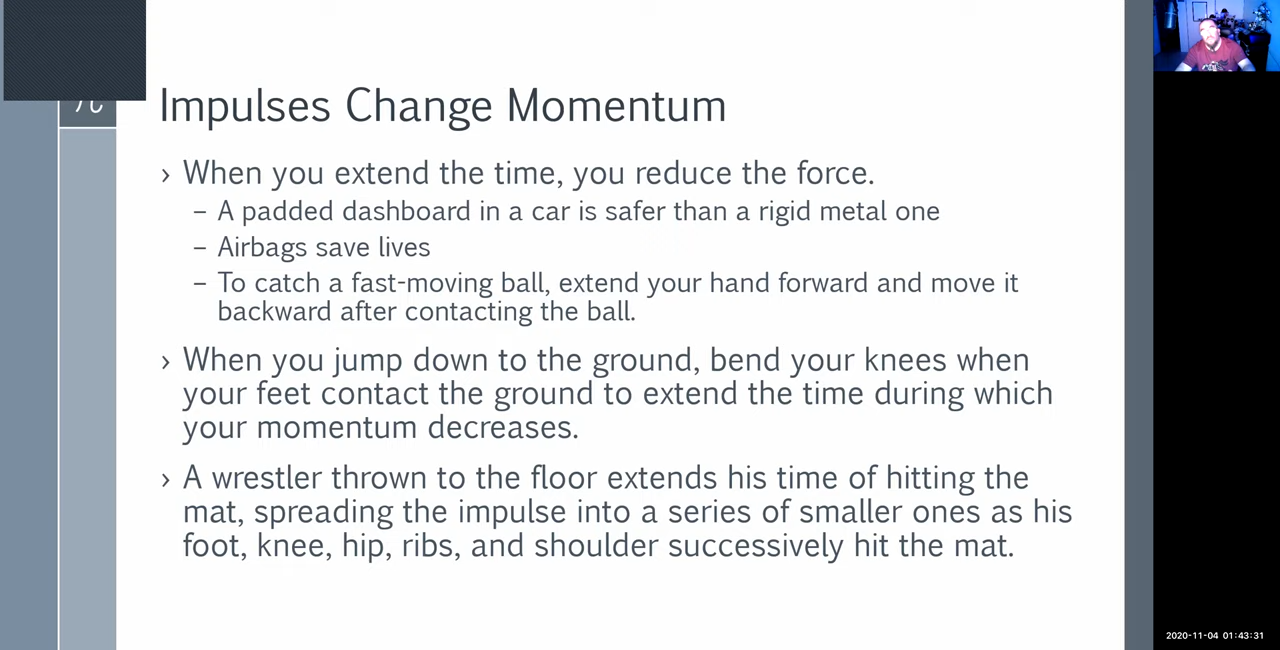 Impulses Change Momentum
› When you extend the time, you reduce the force.
– A padded dashboard in a car is safer than a rigid metal one
– Airbags save lives
– To catch a fast-moving ball, extend your hand forward and move it
backward after contacting the ball.
› When you jump down to the ground, bend your knees when
your feet contact the ground to extend the time during which
your momentum decreases.
› A wrestler thrown to the floor extends his time of hitting the
mat, spreading the impulse into a series of smaller ones as his
foot, knee, hip, ribs, and shoulder successively hit the mat.
2020-11-04 01:43:31